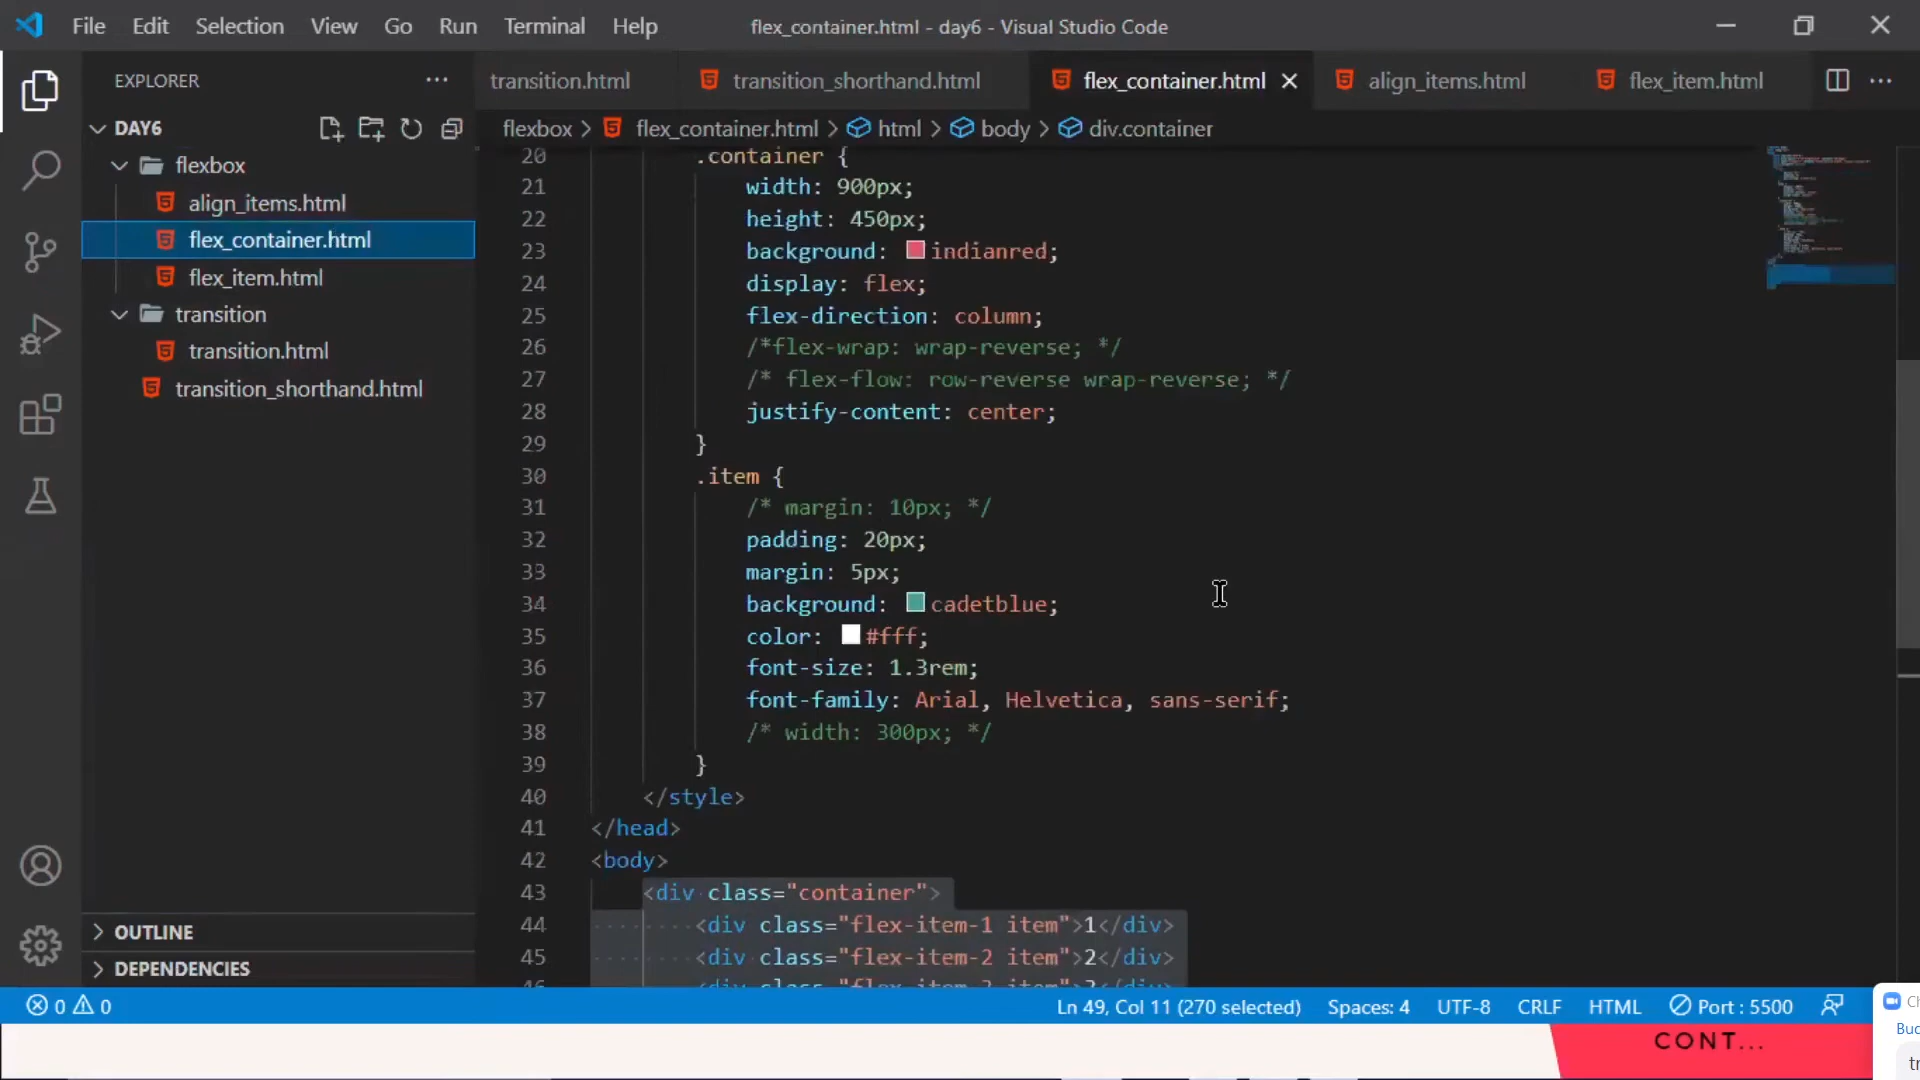 File Edit Selection View Go Run Terminal Help flex_container.html - day6 - Visual Studio Code
EXPLORER
DAY6
flexbox
align_items.html
flex_container.html
flex_item.html
transition
transition.html
transition_shorthand.html
OUTLINE
DEPENDENCIES
transition.html transition_shorthand.html flex_container.html align_items.html flex_item.html
flexbox > flex_container.html > html > body > div.container
20 .container {
21 width: 900px;
22 height: 450px;
23 background: indianred;
24 display: flex;
25 flex-direction: column;
26 /*flex-wrap: wrap-reverse; */
27 /* flex-flow: row-reverse wrap-reverse; */
28 justify-content: center;
29 }
30 .item {
31 /* margin: 10px; */
32 padding: 20px;
33 margin: 5px;
34 background: cadetblue;
35 color: #fff;
36 font-size: 1.3rem;
37 font-family: Arial, Helvetica, sans-serif;
38 /* width: 300px; */
39 }
40 </style>
41 </head>
42 <body>
43 <div class="container">
44 <div class="flex-item-1 item">1</div>
45 <div class="flex-item-2 item">2</div>
0 0 Ln 49, Col 11 (270 selected) Spaces: 4 UTF-8 CRLF HTML Port : 5500
CONT...